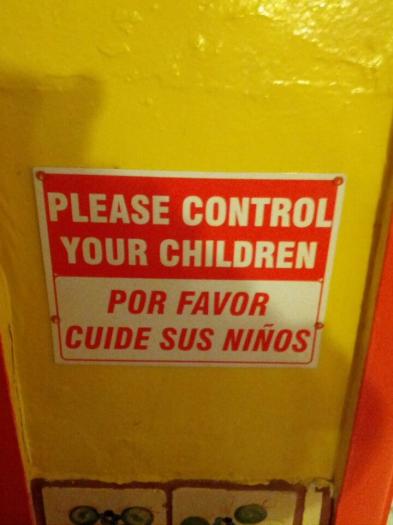 PLEASE CONTROL
YOUR CHILDREN
POR FAVOR
CUIDE SUS NIÑOS